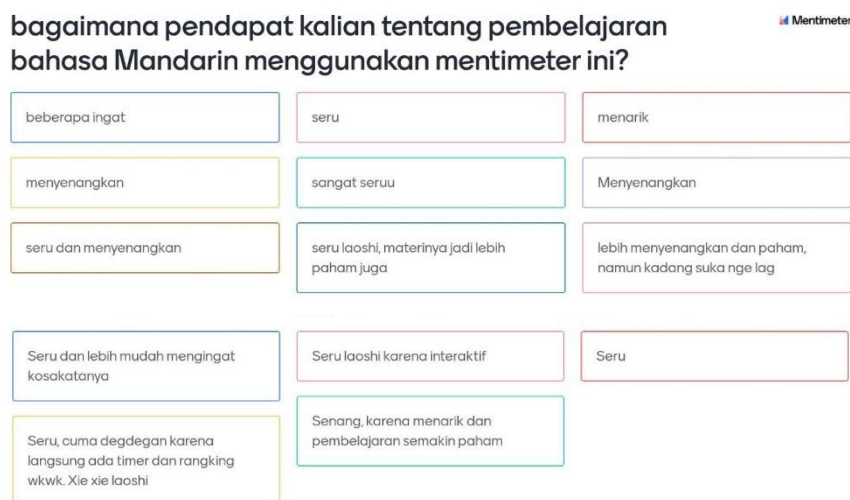 bagaimana pendapat kalian tentang pembelajaran
bahasa Mandarin menggunakan mentimeter ini?
Mentimeter
beberapa ingat
seru
menarik
menyenangkan
sangat seruu
Menyenangkan
seru dan menyenangkan
seru laoshi, materinya jadi lebih
paham juga
lebih menyenangkan dan paham,
namun kadang suka nge lag
Seru dan lebih mudah mengingat
kosakatanya
Seru laoshi karena interaktif
Seru
Seru, cuma degdegan karena
langsung ada timer dan rangking
wkwk. Xie xie laoshi
Senang, karena menarik dan
pembelajaran semakin paham